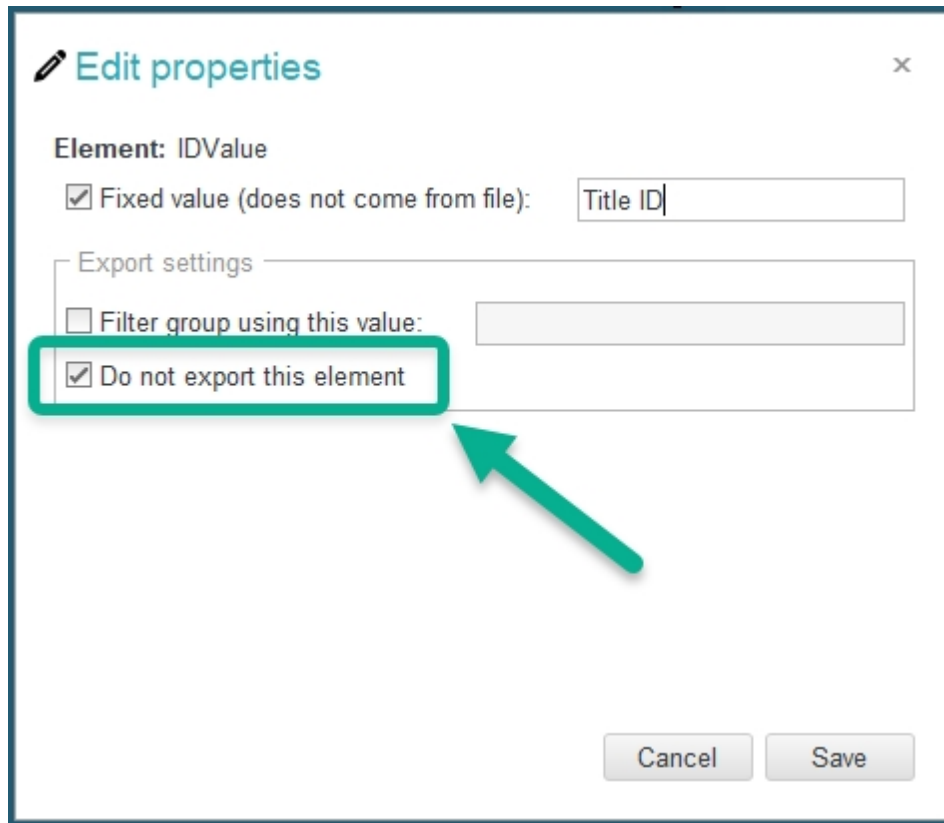 Edit properties
×
Element: IDValue
Fixed value (does not come from file): Title ID
Export settings
Filter group using this value:
Do not export this element
Cancel Save